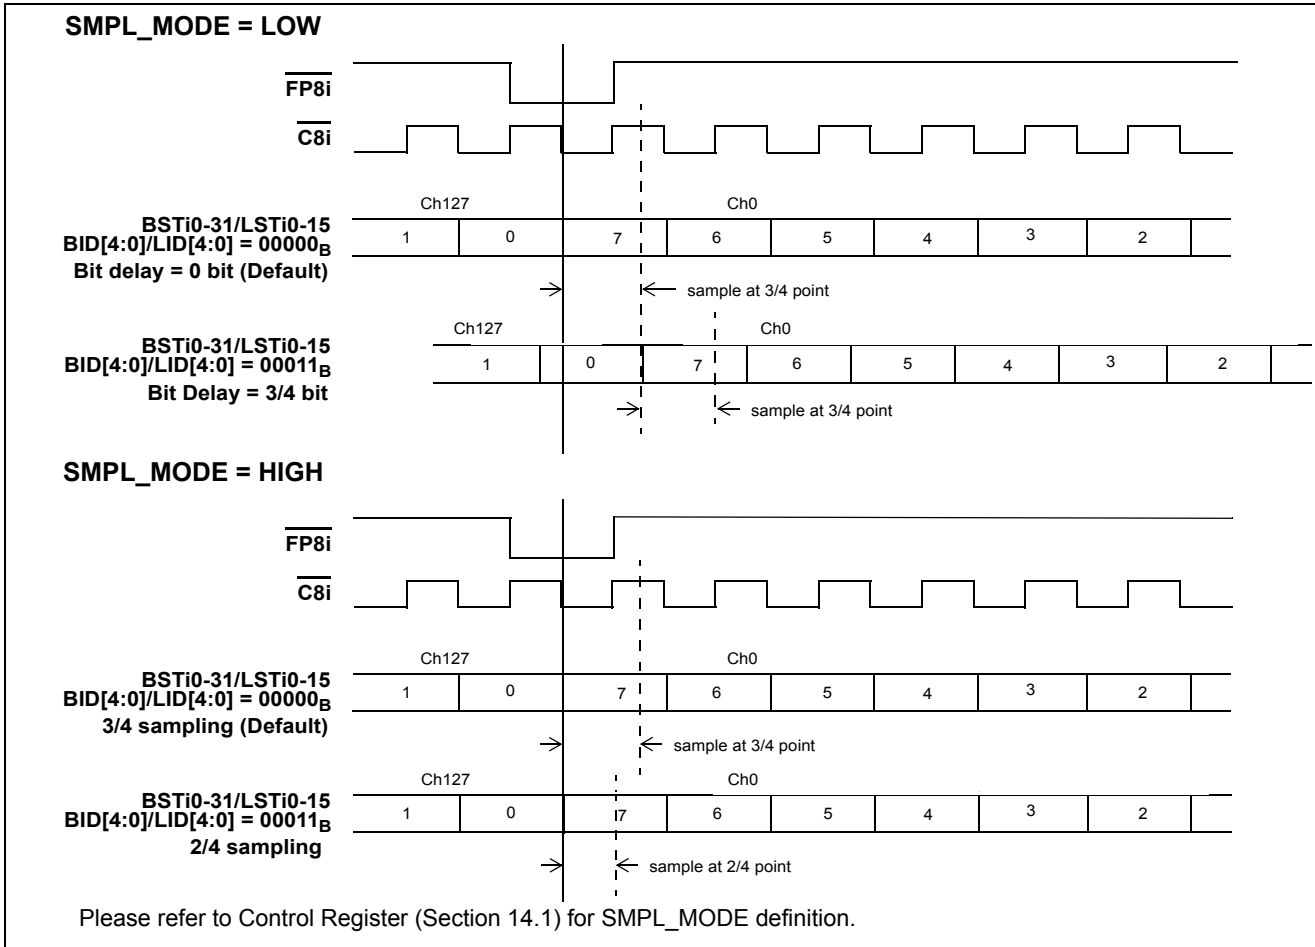 SMPL_MODE = LOW
FP8i
C8i
Ch127 Ch0
BSTi0-31/LSTi0-15
BID[4:0]/LID[4:0] = 00000B
Bit delay = 0 bit (Default)
1 0 7 6 5 4 3 2
sample at 3/4 point
Ch127 Ch0
BSTi0-31/LSTi0-15
BID[4:0]/LID[4:0] = 00011B
Bit Delay = 3/4 bit
1 0 7 6 5 4 3 2
sample at 3/4 point
SMPL_MODE = HIGH
FP8i
C8i
Ch127 Ch0
BSTi0-31/LSTi0-15
BID[4:0]/LID[4:0] = 00000B
3/4 sampling (Default)
1 0 7 6 5 4 3 2
sample at 3/4 point
Ch127 Ch0
BSTi0-31/LSTi0-15
BID[4:0]/LID[4:0] = 00011B
2/4 sampling
1 0 7 6 5 4 3 2
sample at 2/4 point
Please refer to Control Register (Section 14.1) for SMPL_MODE definition.